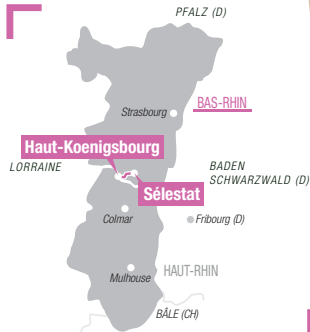 PFALZ (D)
BAS-RHIN
Strasbourg
Haut-Koenigsbourg
LORRAINE
BADEN
SCHWARZWALD (D)
Sélestat
Colmar
Fribourg (D)
HAUT-RHIN
Mulhouse
BÂLE (CH)